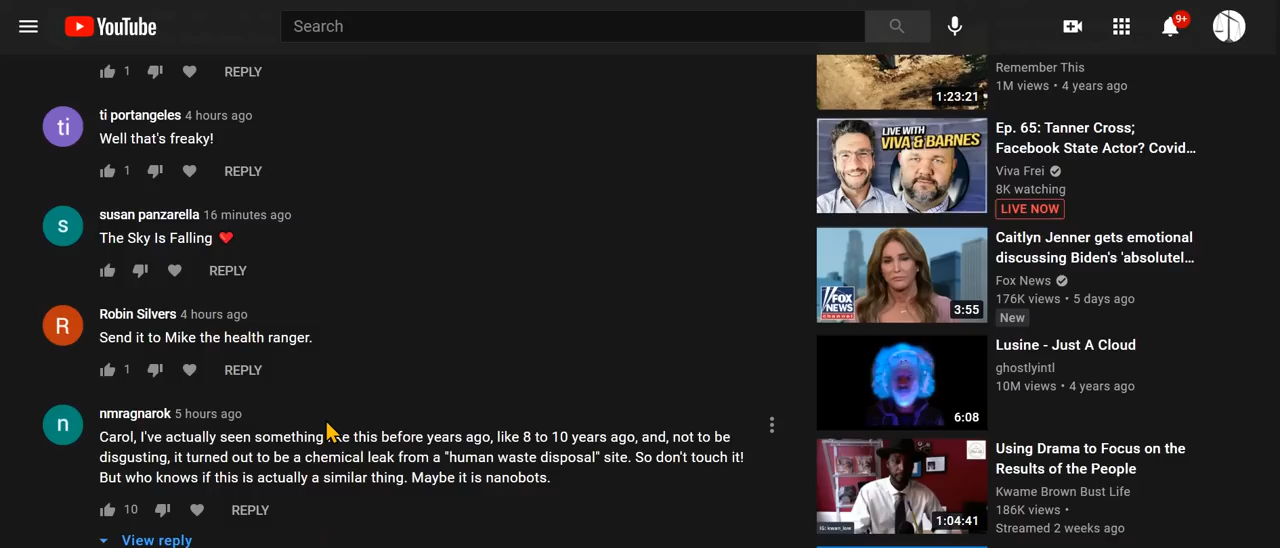 YouTube
Search
9+
1
REPLY
ti portangeles 4 hours ago
Well that's freaky!
1
REPLY
susan panzarella 16 minutes ago
The Sky Is Falling ❤️
REPLY
Robin Silvers 4 hours ago
Send it to Mike the health ranger.
1
REPLY
nmragnarok 5 hours ago
Carol, I've actually seen something like this before years ago, like 8 to 10 years ago, and, not to be
disgusting, it turned out to be a chemical leak from a "human waste disposal" site. So don't touch it!
But who knows if this is actually a similar thing. Maybe it is nanobots.
10
REPLY
View reply
1:23:21
Remember This
1M views • 4 years ago
LIVE WITH
VIVA & BARNES
Ep. 65: Tanner Cross;
Facebook State Actor? Covid...
Viva Frei
8K watching
LIVE NOW
FOX
NEWS
channel
3:55
Caitlyn Jenner gets emotional
discussing Biden's 'absolutel...
Fox News
176K views • 5 days ago
New
6:08
Lusine - Just A Cloud
ghostlyintl
10M views • 4 years ago
1:04:41
Using Drama to Focus on the
Results of the People
Kwame Brown Bust Life
186K views •
Streamed 2 weeks ago